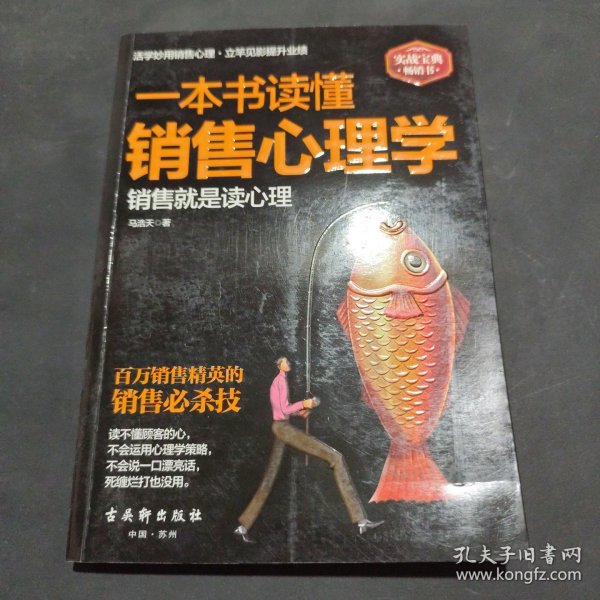 活学妙用销售心理·立竿见影提升业绩
实战宝典
·畅销书·
一本书读懂
销售心理学
销售就是读心理
马浩天◎著
百万销售精英的
销售必杀技
读不懂顾客的心，
不会运用心理学策略，
不会说一口漂亮话，
死缠烂打也没用。
古吴轩出版社
中国·苏州
孔夫子旧书网
www.kongfz.com